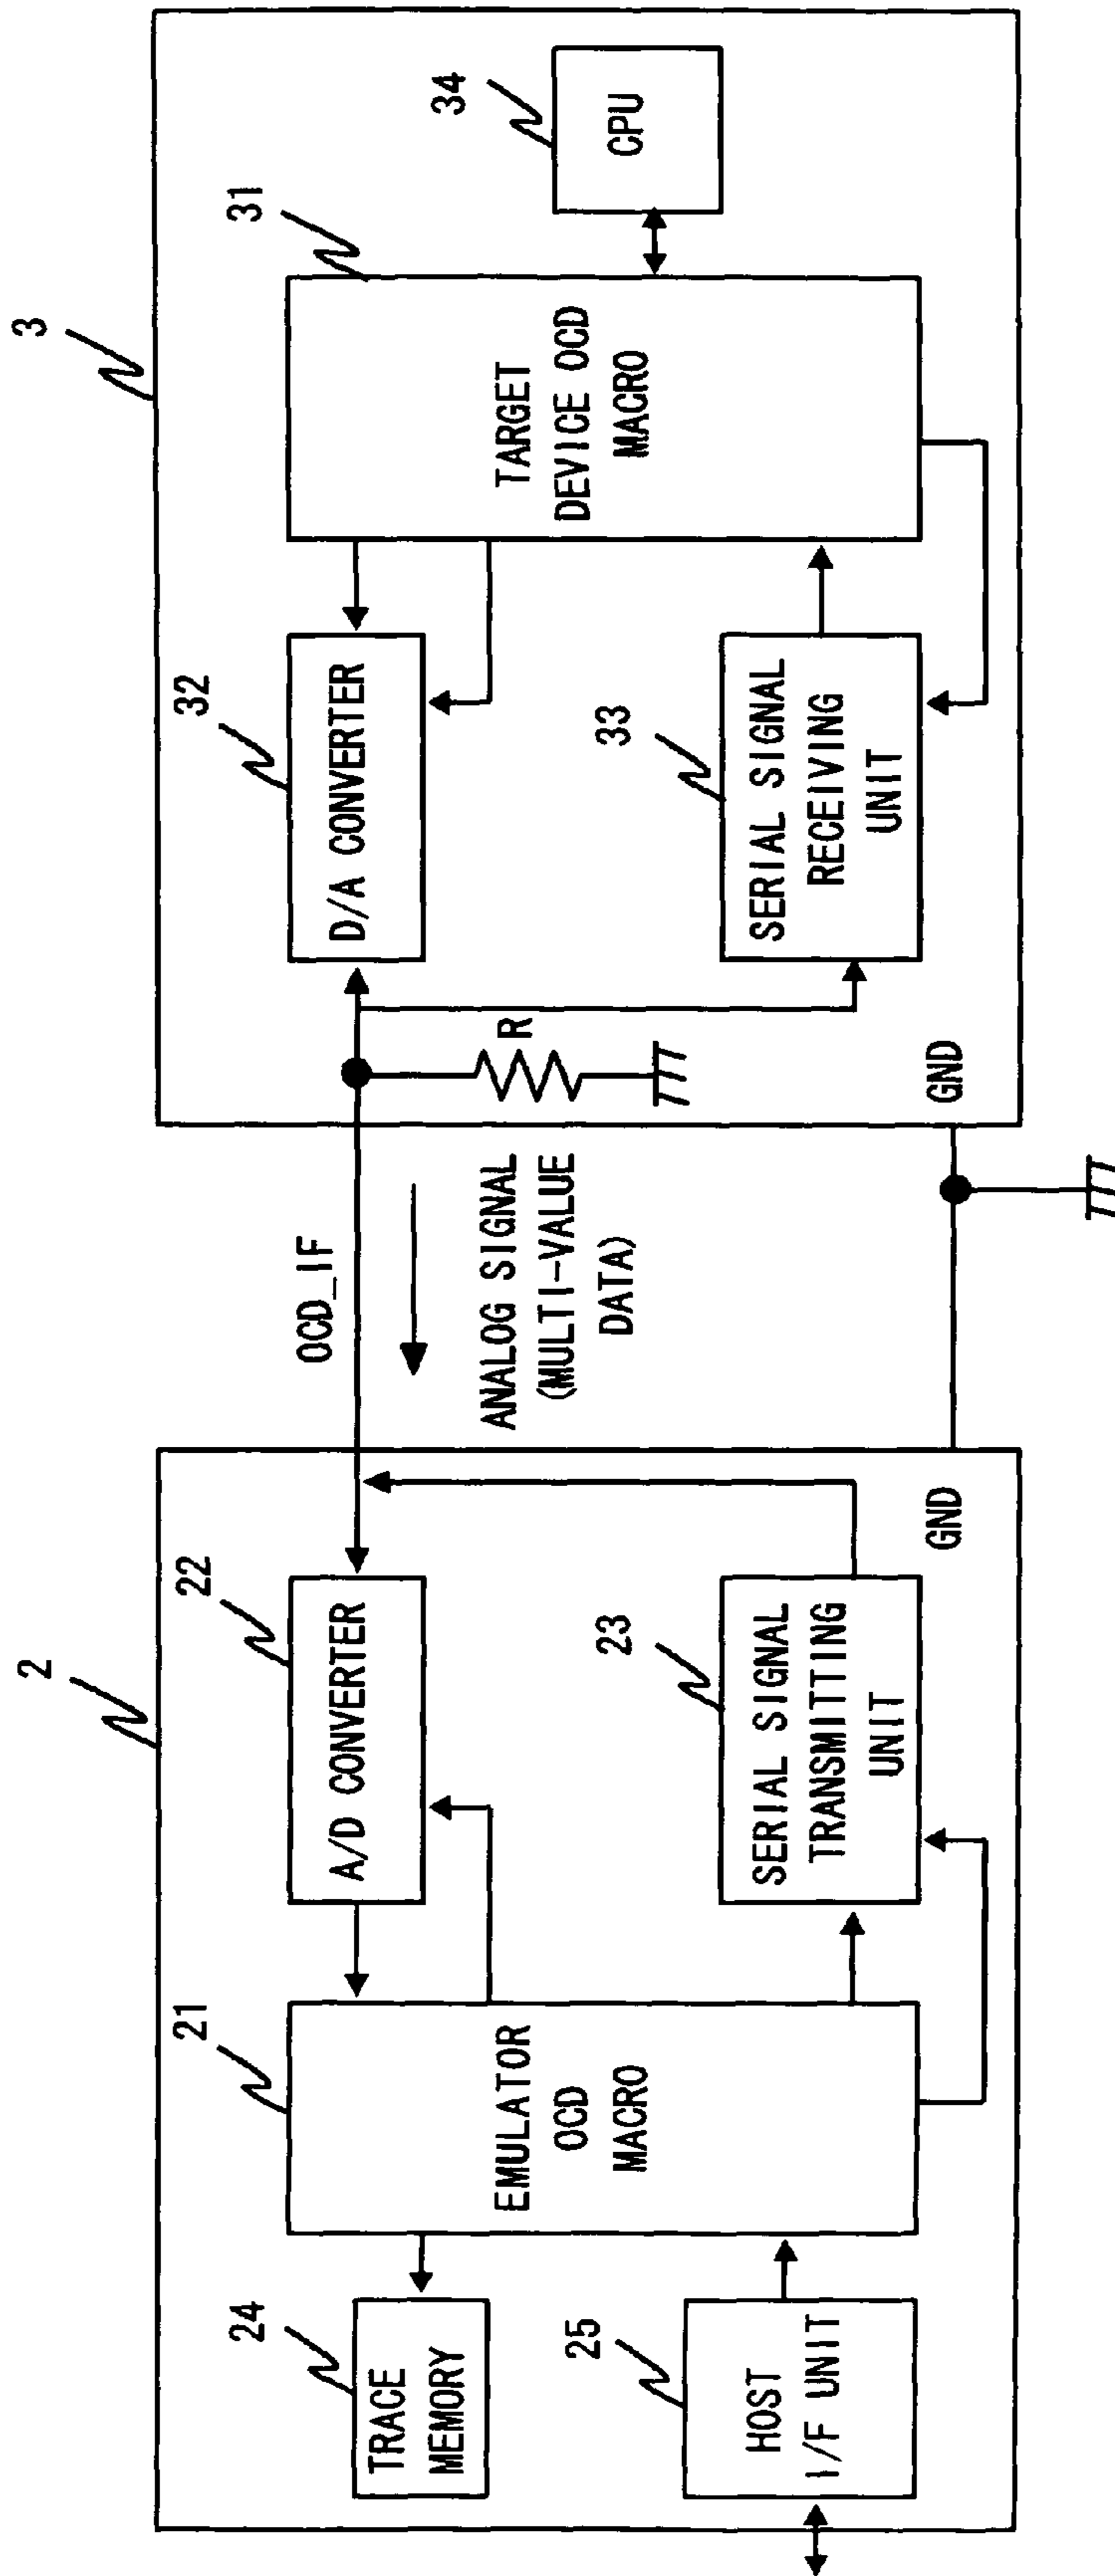 2
21
EMULATOR
OCD
MACRO
22
A/D CONVERTER
23
SERIAL SIGNAL
TRANSMITTING
UNIT
24
TRACE
MEMORY
25
HOST
I/F UNIT
GND
OCD_IF
ANALOG SIGNAL
(MULTI-VALUE
DATA)
3
R
GND
32
D/A CONVERTER
33
SERIAL SIGNAL
RECEIVING
UNIT
31
TARGET
DEVICE OCD
MACRO
34
CPU